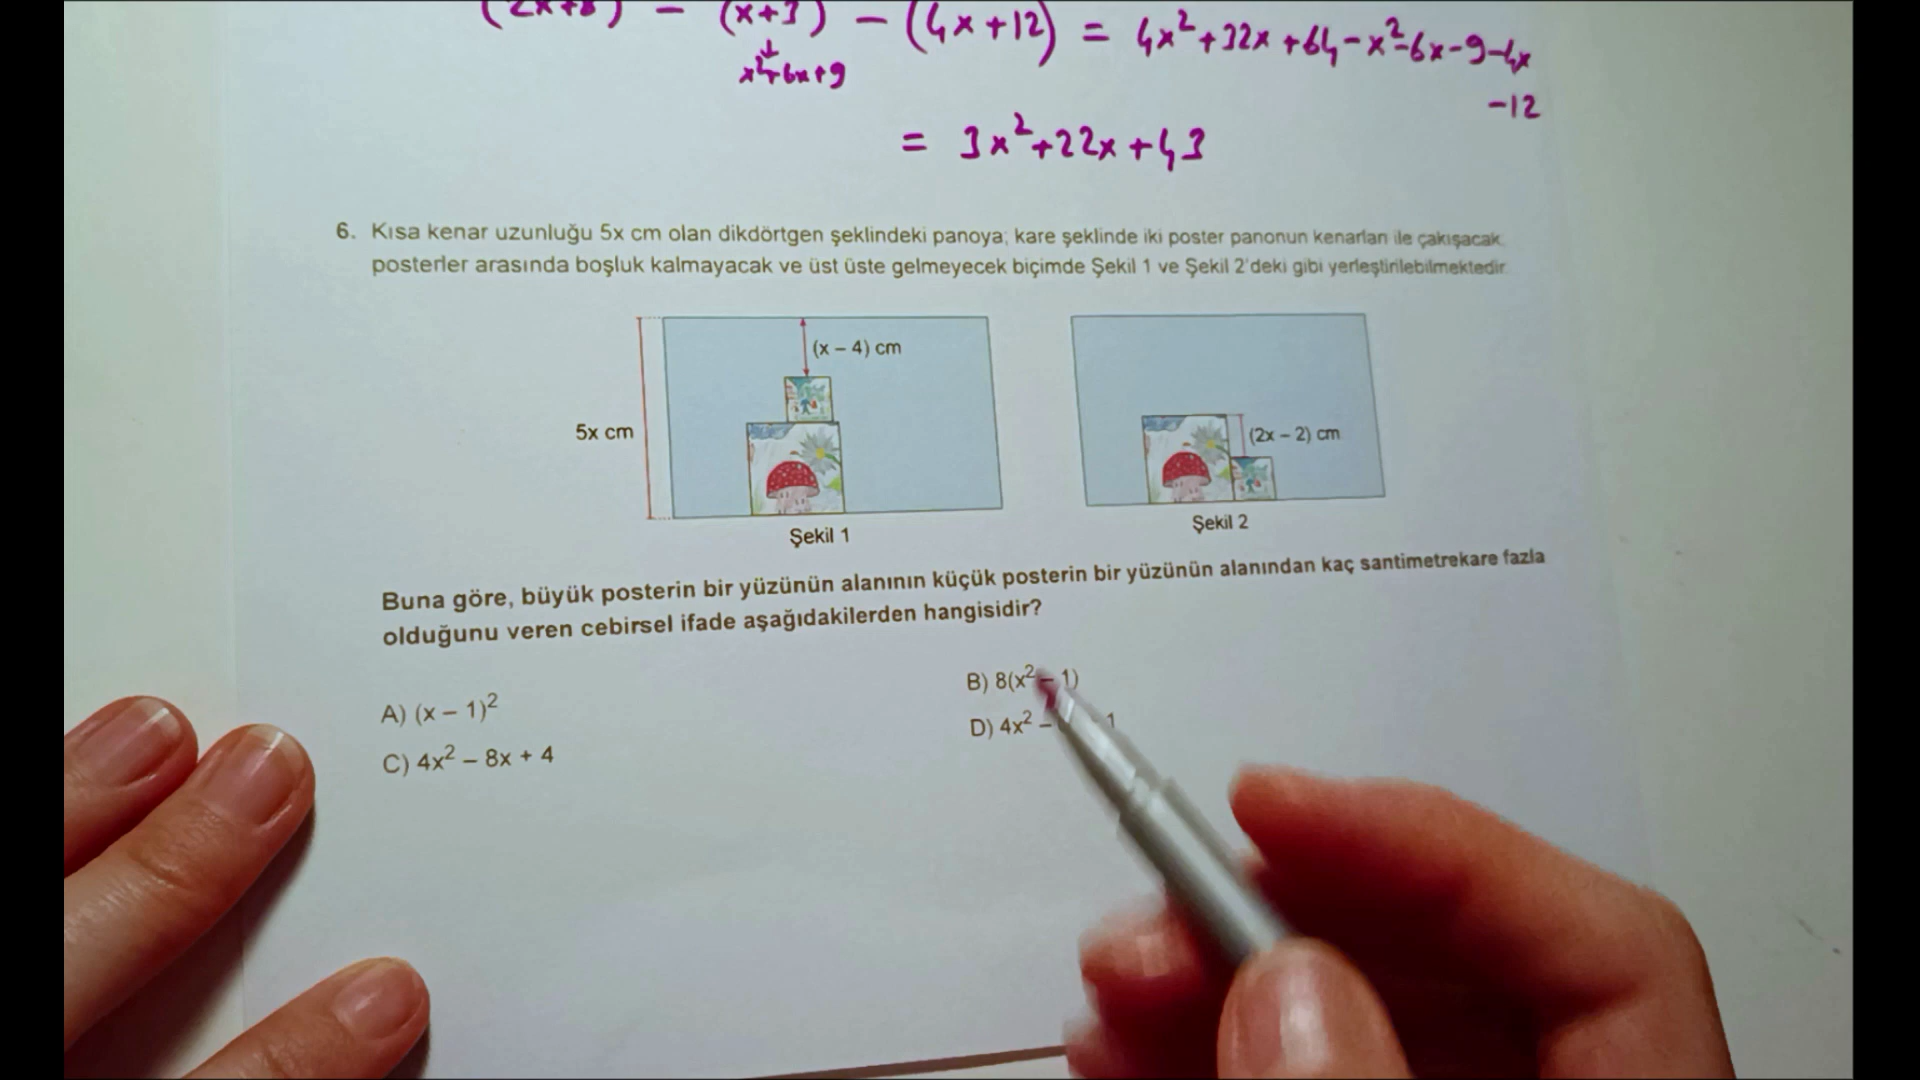 (2x+8) - (x+3) - (4x+12) = 4x²+32x+64-x²-6x-9-4x
x²+6x+9
-12
= 3x²+22x+43
6. Kısa kenar uzunluğu 5x cm olan dikdörtgen şeklindeki panoya; kare şeklinde iki poster panonun kenarları ile çakışacak
posterler arasında boşluk kalmayacak ve üst üste gelmeyecek biçimde Şekil 1 ve Şekil 2'deki gibi yerleştirilebilmektedir
(x – 4) cm
5x cm
(2x – 2) cm
Şekil 1
Şekil 2
Buna göre, büyük posterin bir yüzünün alanının küçük posterin bir yüzünün alanından kaç santimetrekare fazla
olduğunu veren cebirsel ifade aşağıdakilerden hangisidir?
A) (x – 1)²
B) 8(x² – 1)
C) 4x² – 8x + 4
D) 4x² – 1